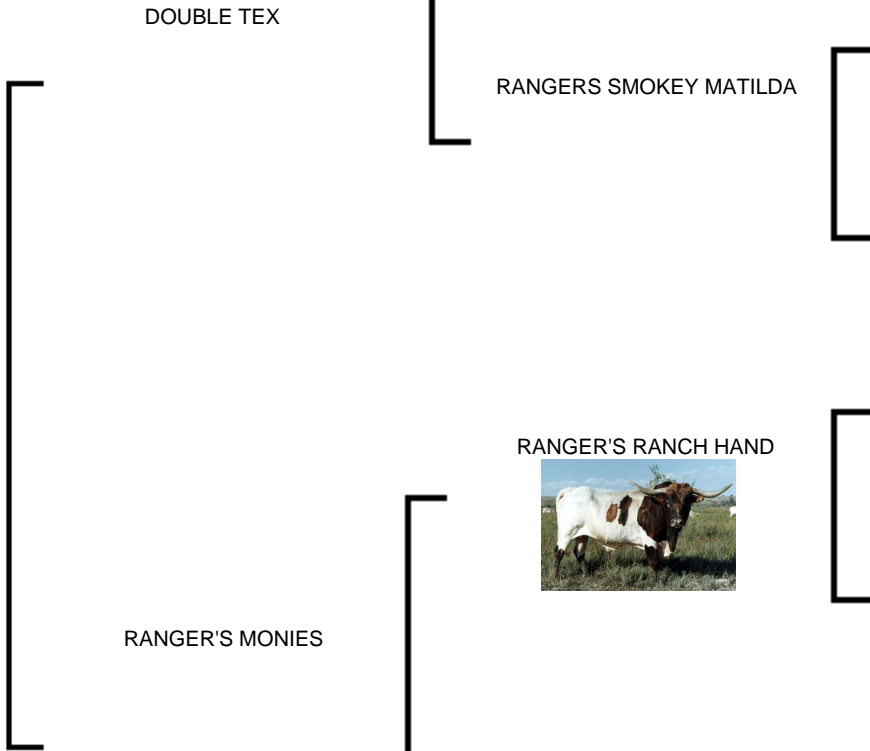 DOUBLE TEX
RANGERS SMOKEY MATILDA
RANGER'S RANCH HAND
RANGER'S MONIES